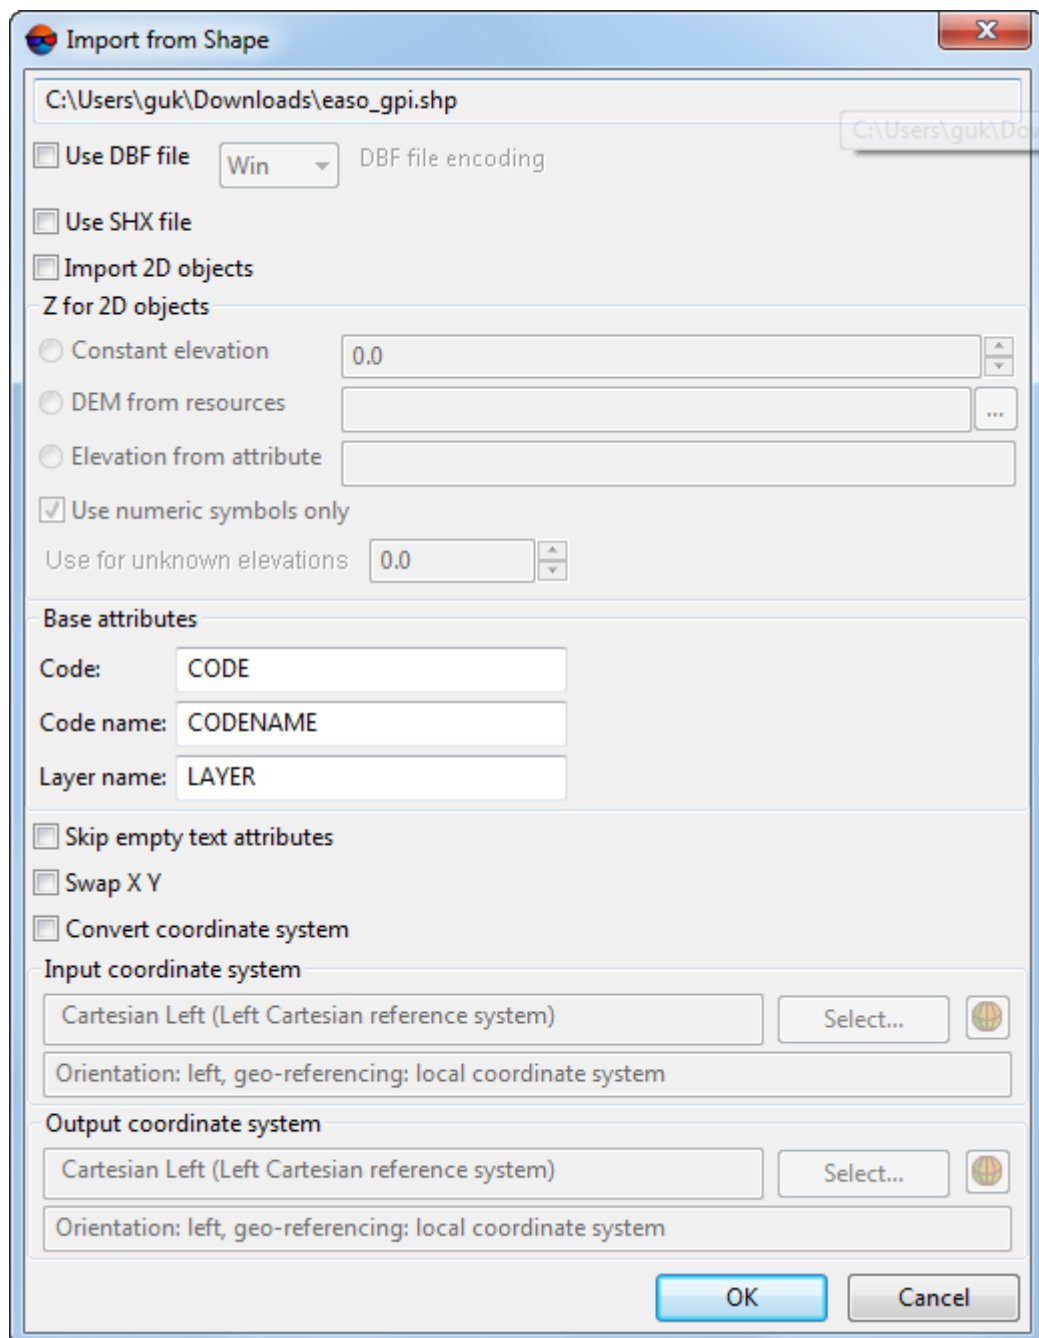 Import from Shape
C:\Users\guk\Downloads\easo_gpi.shp
C:\Users\guk\Dow
Use DBF file Win DBF file encoding
Use SHX file
Import 2D objects
Z for 2D objects
Constant elevation 0.0
DEM from resources ...
Elevation from attribute
Use numeric symbols only
Use for unknown elevations 0.0
Base attributes
Code: CODE
Code name: CODENAME
Layer name: LAYER
Skip empty text attributes
Swap X Y
Convert coordinate system
Input coordinate system
Cartesian Left (Left Cartesian reference system) Select...
Orientation: left, geo-referencing: local coordinate system
Output coordinate system
Cartesian Left (Left Cartesian reference system) Select...
Orientation: left, geo-referencing: local coordinate system
OK Cancel